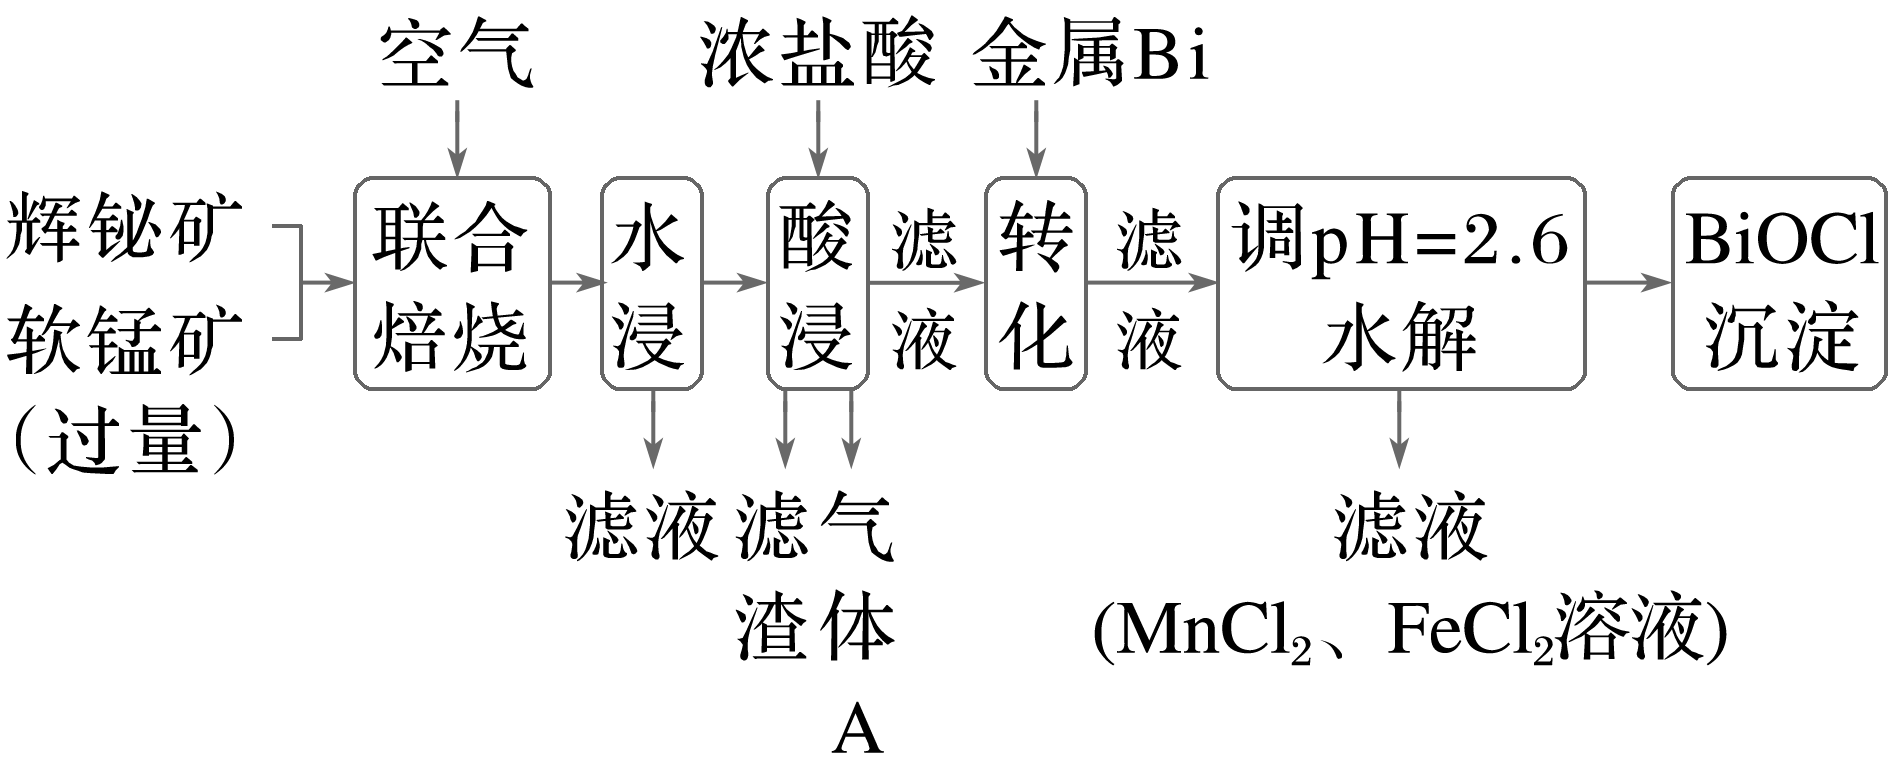 空气
浓盐酸
金属Bi
辉铋矿
软锰矿
（过量）
联合
焙烧
水
浸
酸
浸
滤
液
转
化
滤
液
调pH=2.6
水解
BiOCl
沉淀
滤液
滤
渣
气
体
A
滤液
(MnCl₂、FeCl₂溶液)